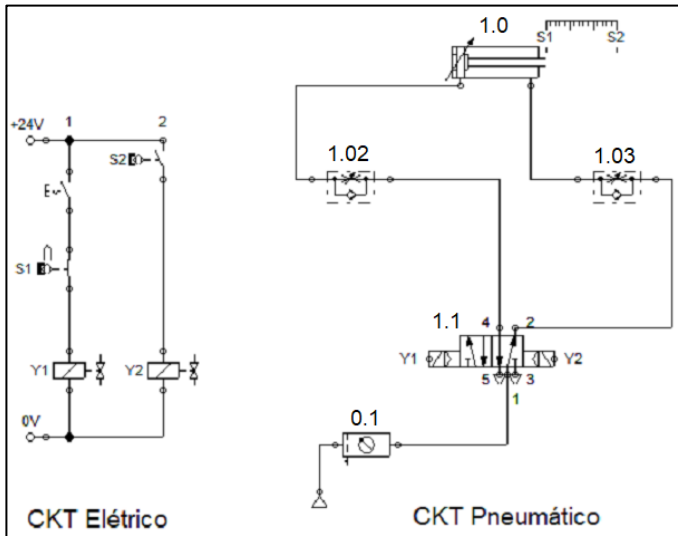 1.0
S1 S2
1 2
+24V
S2
1.02
1.03
E
S1
4 2
1.1
Y1 Y2
Y1 Y2
5 3
1
0V
0.1
CKT Elétrico
CKT Pneumático